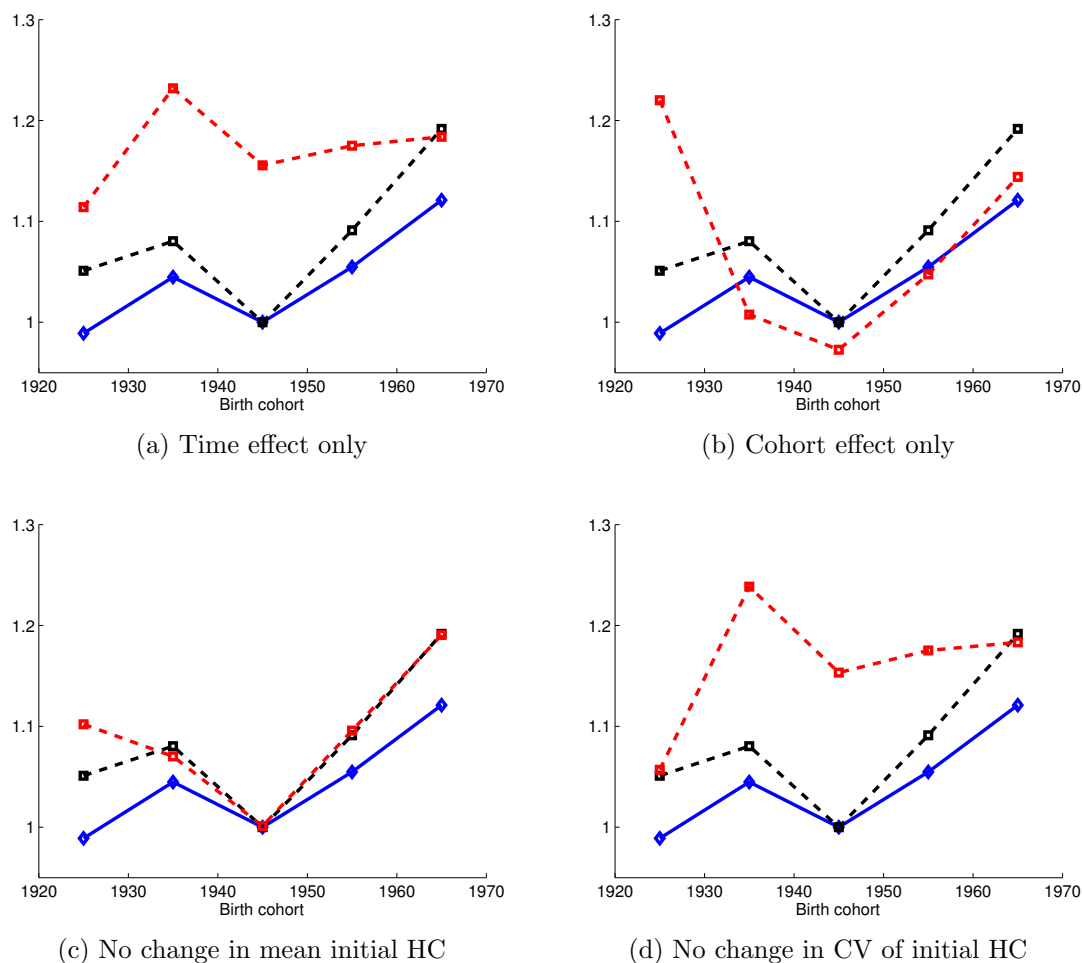 1.3
1.2
1.1
1
1920 1930 1940 1950 1960 1970
Birth cohort
(a) Time effect only
1.3
1.2
1.1
1
1920 1930 1940 1950 1960 1970
Birth cohort
(b) Cohort effect only
1.3
1.2
1.1
1
1920 1930 1940 1950 1960 1970
Birth cohort
(c) No change in mean initial HC
1.3
1.2
1.1
1
1920 1930 1940 1950 1960 1970
Birth cohort
(d) No change in CV of initial HC